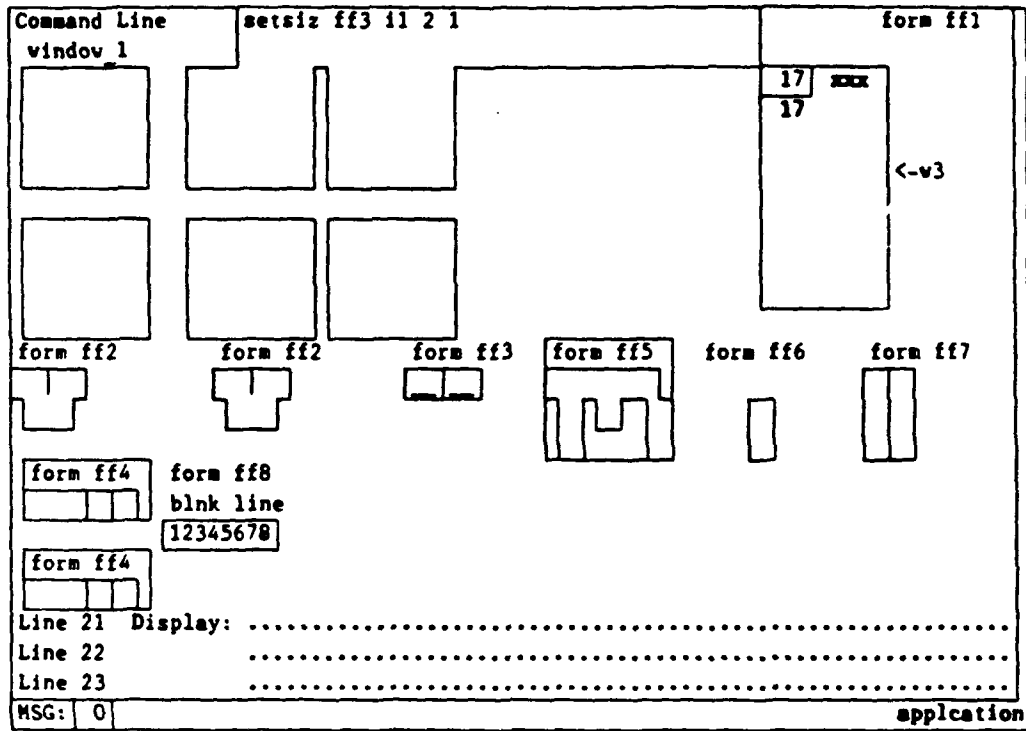 Command Line setsiz ff3 i1 2 1 form ff1
window_1
17 xxx
17
<-v3
form ff2 form ff2 form ff3 form ff5 form ff6 form ff7
form ff4 form ff8
blnk line
12345678
form ff4
Line 21 Display: ............................................................
Line 22 ............................................................
Line 23 ............................................................
MSG: 0 applcation